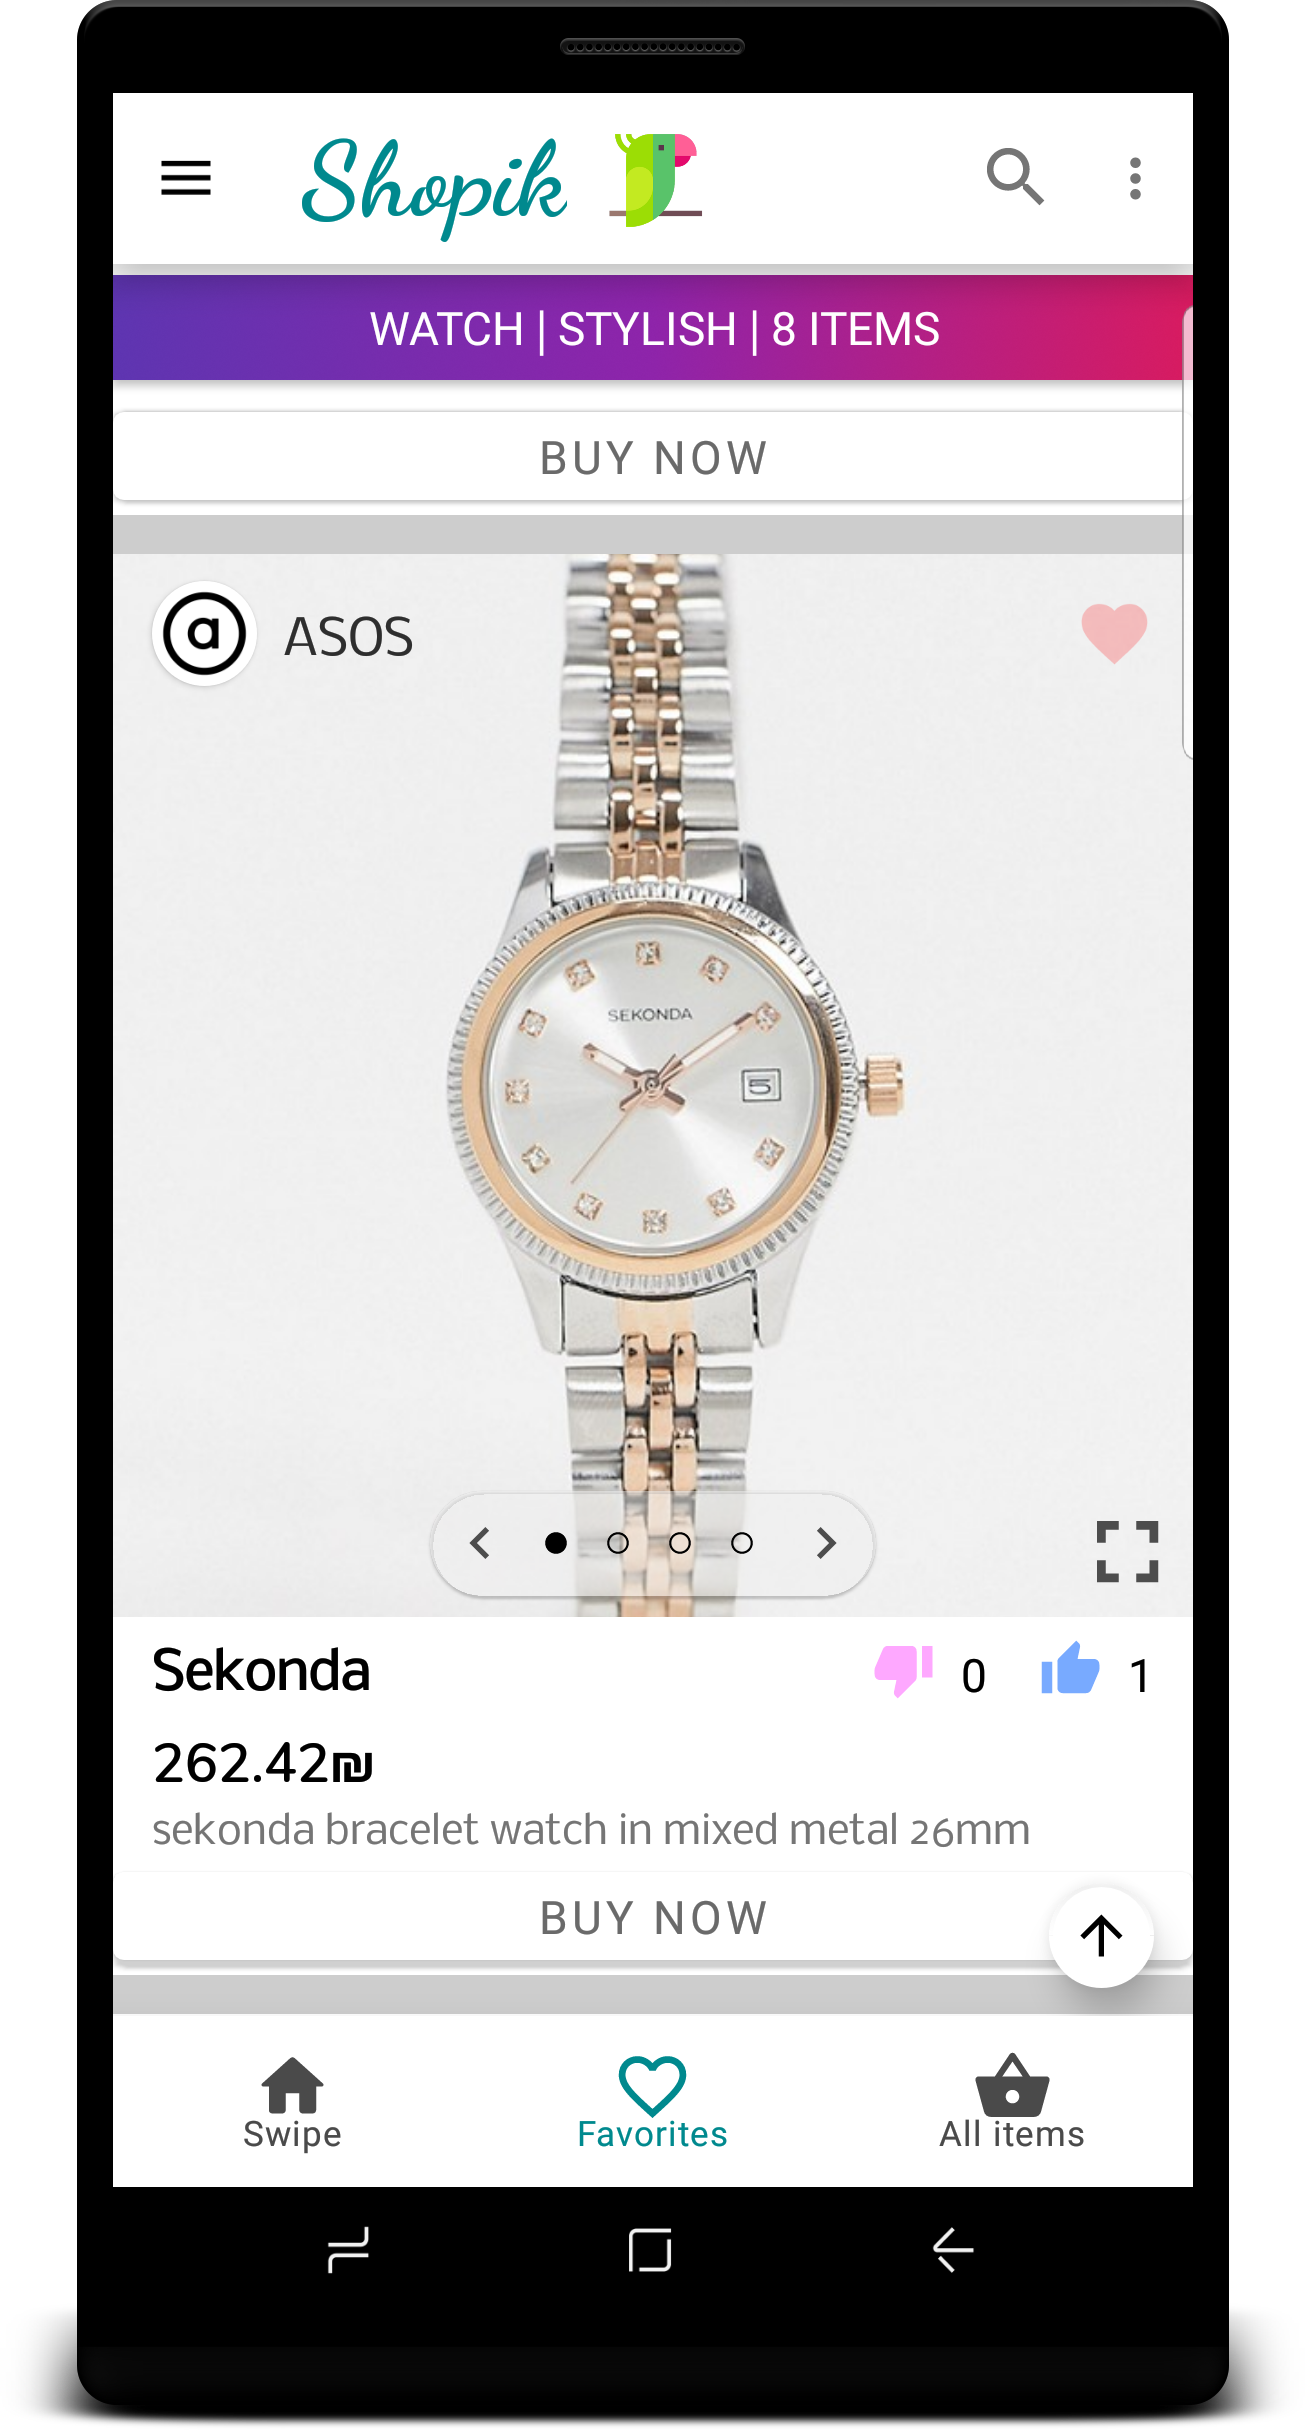 Shopik
WATCH | STYLISH | 8 ITEMS
BUY NOW
a ASOS
SEKONDA
5
Sekonda
0 1
262.42₪
sekonda bracelet watch in mixed metal 26mm
BUY NOW
Swipe Favorites All items